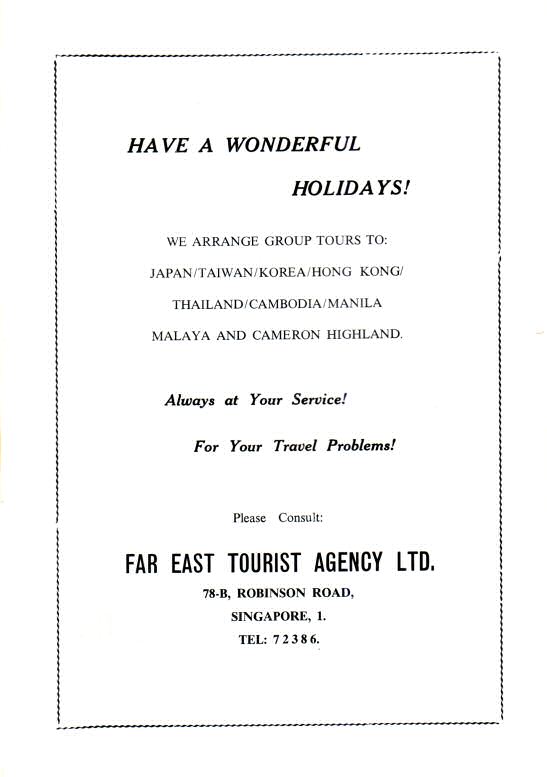 HAVE A WONDERFUL
HOLIDAYS!
WE ARRANGE GROUP TOURS TO:
JAPAN/TAIWAN/KOREA/HONG KONG/
THAILAND/CAMBODIA/MANILA
MALAYA AND CAMERON HIGHLAND.
Always at Your Service!
For Your Travel Problems!
Please Consult:
FAR EAST TOURIST AGENCY LTD.
78-B, ROBINSON ROAD,
SINGAPORE, 1.
TEL: 72386.